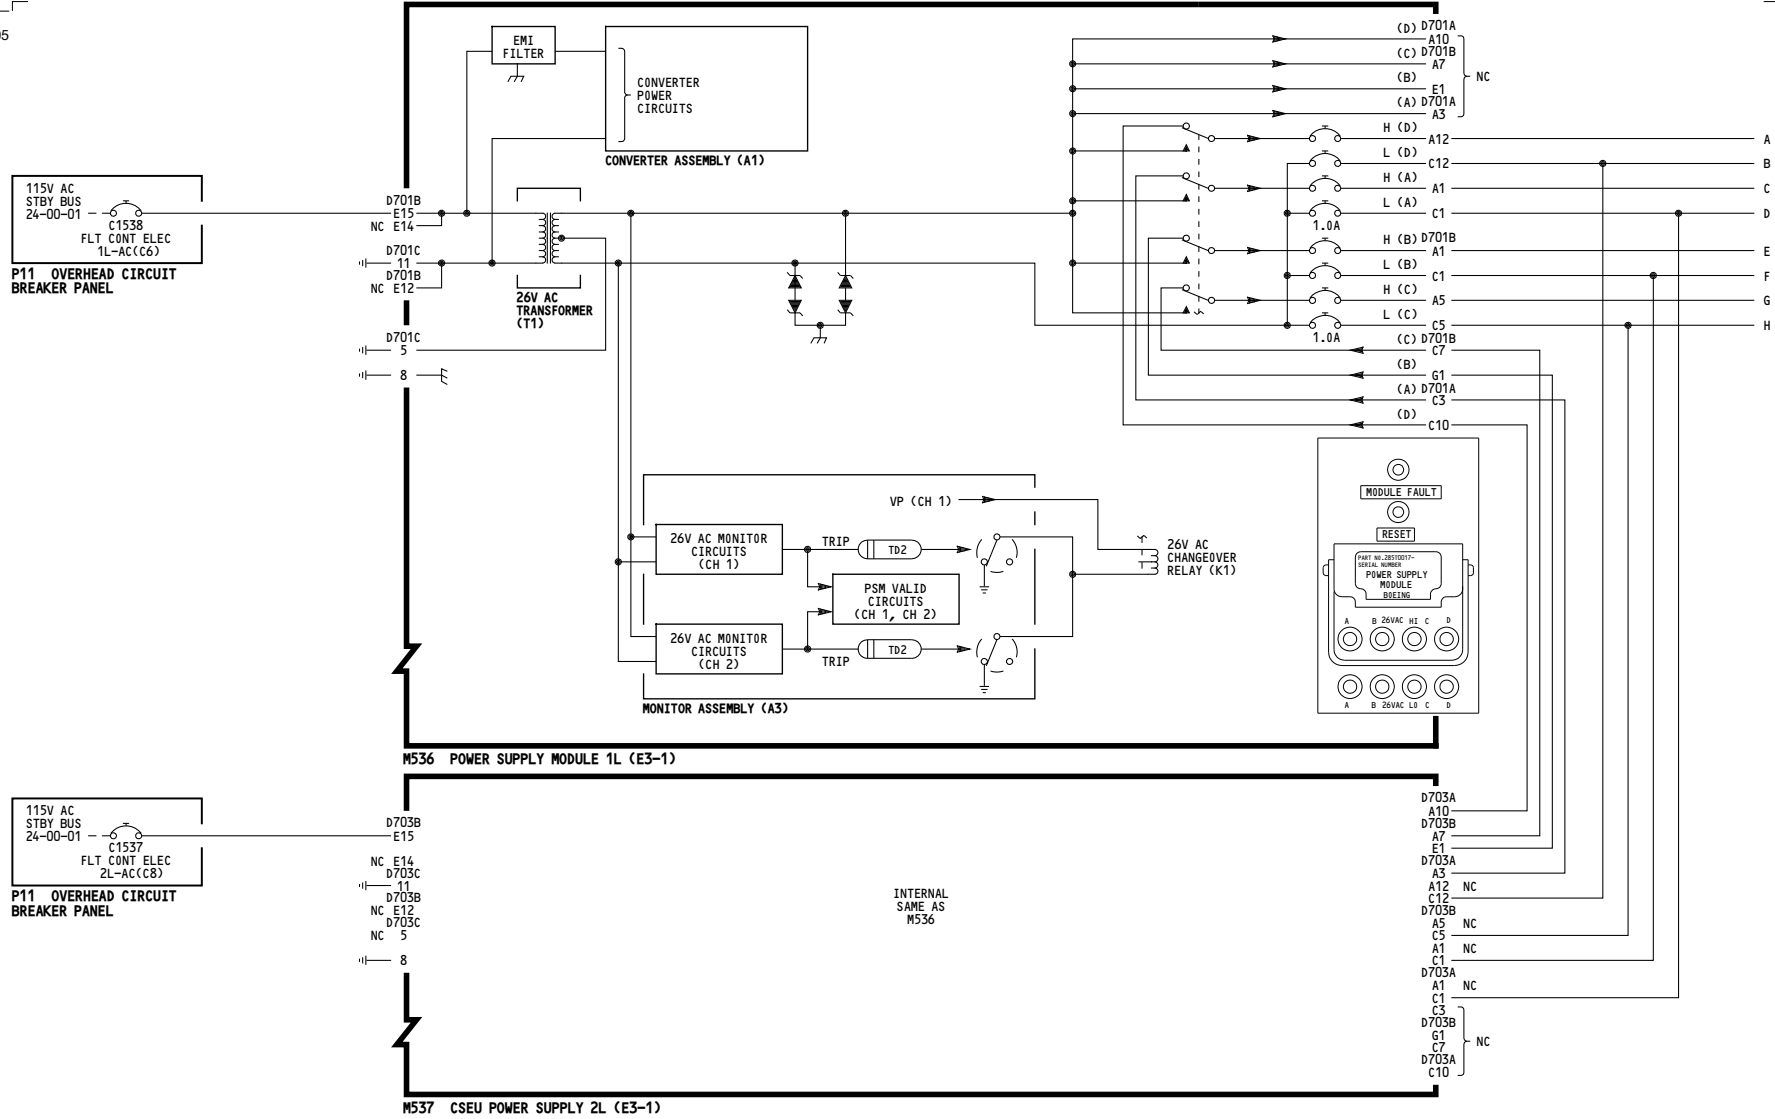 05
EMI
FILTER
CONVERTER
POWER
CIRCUITS
CONVERTER ASSEMBLY (A1)
115V AC
STBY BUS
24-00-01
C1538
FLT CONT ELEC
1L-AC(C6)
P11 OVERHEAD CIRCUIT
BREAKER PANEL
D701B
E15
NC E14
D701C
11
D701B
NC E12
D701C
5
8
26V AC
TRANSFORMER
(T1)
(D) D701A
A10
(C) D701B
A7
(B)
E1
(A) D701A
A3
NC
H (D)
A12
A
L (D)
C12
B
H (A)
A1
C
L (A)
C1
D
1.0A
H (B) D701B
A1
E
L (B)
C1
F
H (C)
A5
G
L (C)
C5
H
1.0A
(C) D701B
C7
(B)
G1
(A) D701A
C3
(D)
C10
VP (CH 1)
26V AC MONITOR
CIRCUITS
(CH 1)
TRIP
TD2
PSM VALID
CIRCUITS
(CH 1, CH 2)
26V AC MONITOR
CIRCUITS
(CH 2)
TRIP
TD2
MONITOR ASSEMBLY (A3)
26V AC
CHANGEOVER
RELAY (K1)
MODULE FAULT
RESET
PART NO.285T0017-
SERIAL NUMBER
POWER SUPPLY
MODULE
BOEING
A B 26VAC HI C D
A B 26VAC LO C D
M536 POWER SUPPLY MODULE 1L (E3-1)
115V AC
STBY BUS
24-00-01
C1537
FLT CONT ELEC
2L-AC(C8)
P11 OVERHEAD CIRCUIT
BREAKER PANEL
D703B
E15
NC E14
D703C
11
D703B
NC E12
D703C
NC 5
8
INTERNAL
SAME AS
M536
D703A
A10
D703B
A7
E1
D703A
A3
A12 NC
C12
D703B
A5 NC
C5
A1 NC
C1
D703A
A1 NC
C1
C3
D703B
G1
C7
D703A
C10
NC
M537 CSEU POWER SUPPLY 2L (E3-1)